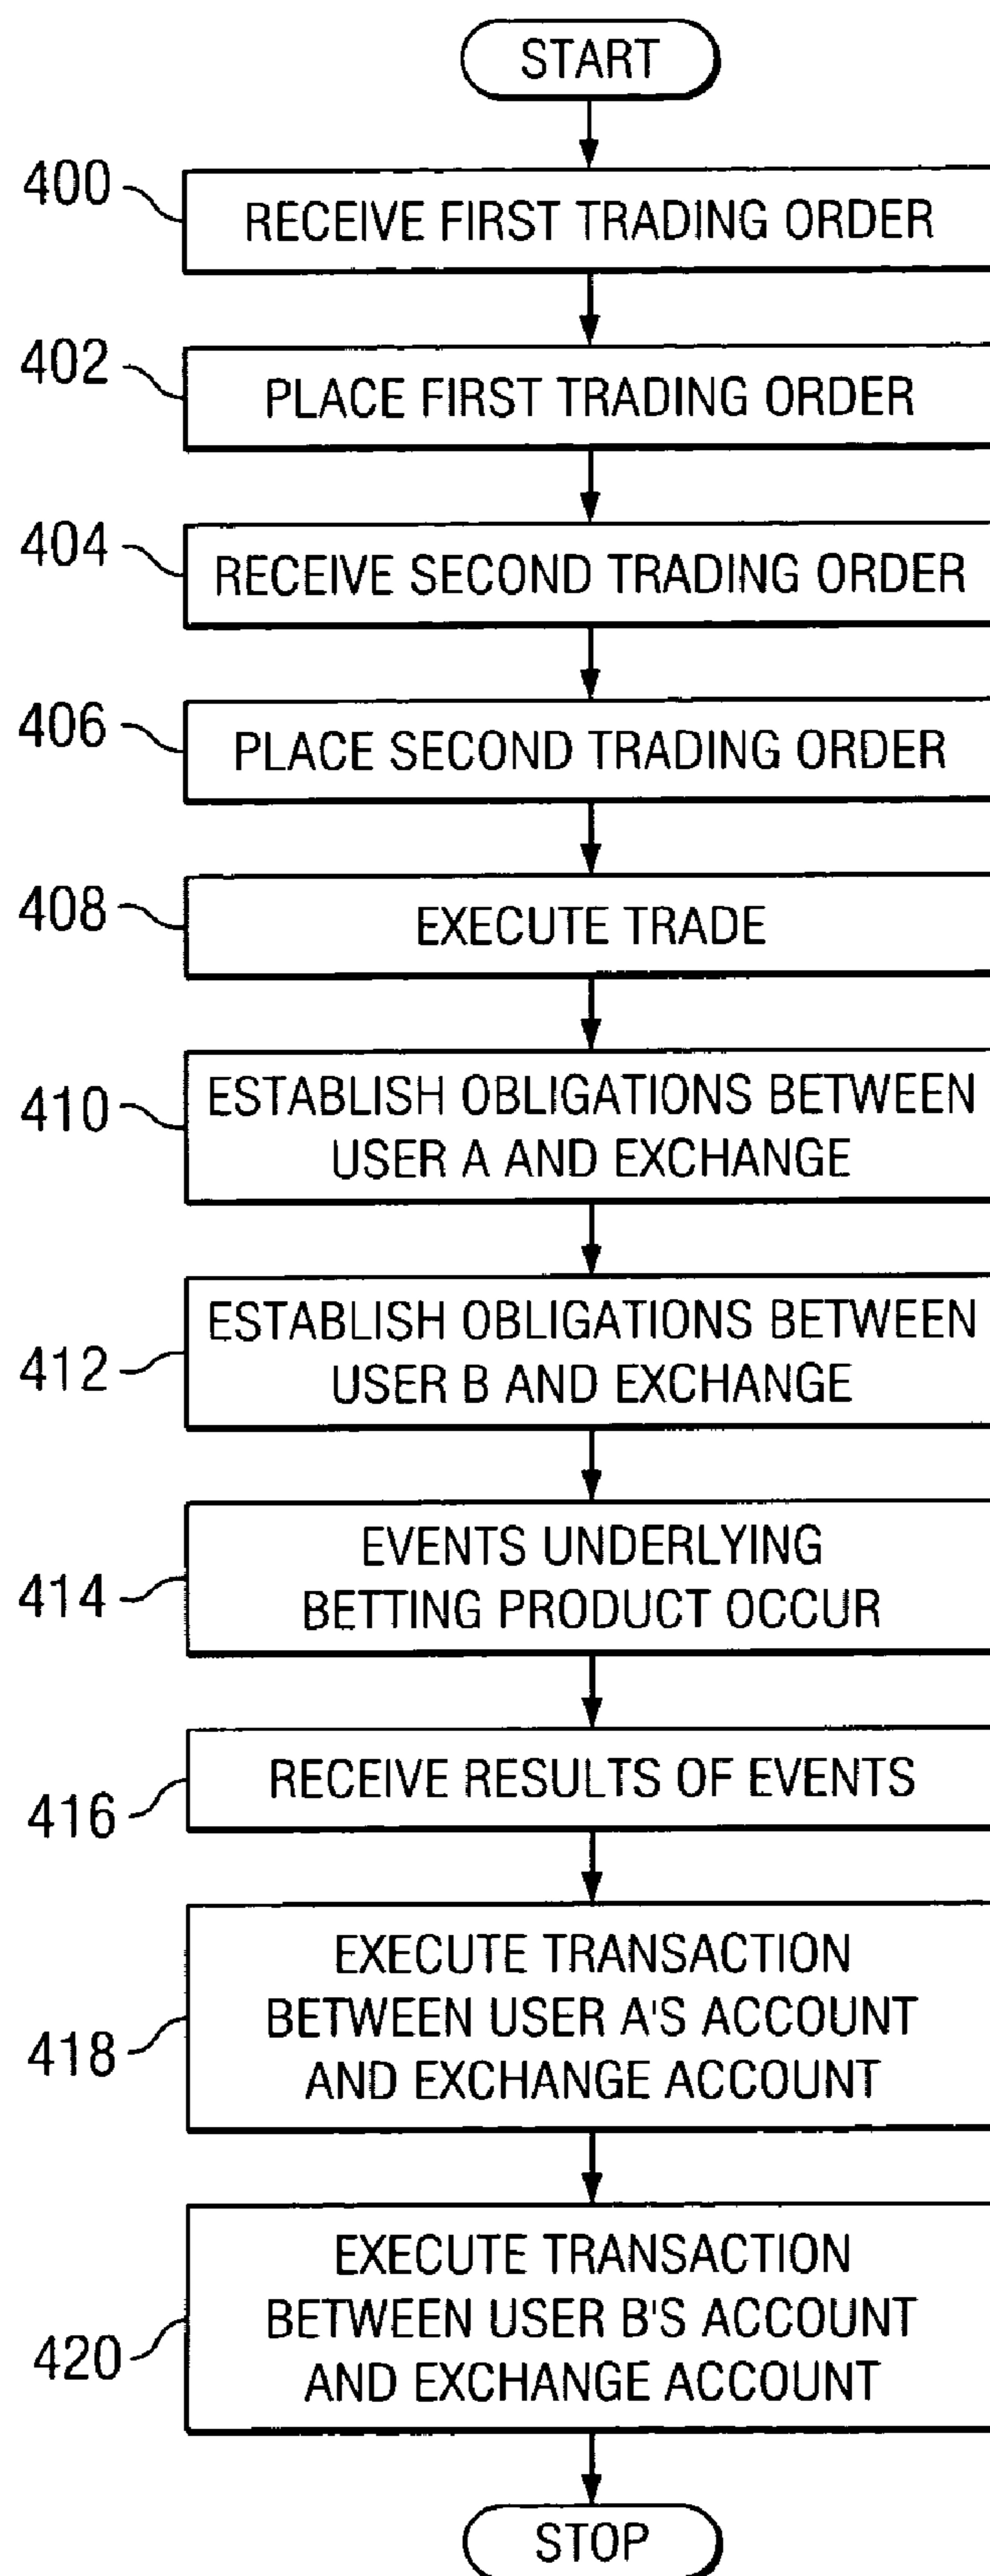 START
400
RECEIVE FIRST TRADING ORDER
402
PLACE FIRST TRADING ORDER
404
RECEIVE SECOND TRADING ORDER
406
PLACE SECOND TRADING ORDER
408
EXECUTE TRADE
410
ESTABLISH OBLIGATIONS BETWEEN
USER A AND EXCHANGE
412
ESTABLISH OBLIGATIONS BETWEEN
USER B AND EXCHANGE
414
EVENTS UNDERLYING
BETTING PRODUCT OCCUR
416
RECEIVE RESULTS OF EVENTS
418
EXECUTE TRANSACTION
BETWEEN USER A'S ACCOUNT
AND EXCHANGE ACCOUNT
420
EXECUTE TRANSACTION
BETWEEN USER B'S ACCOUNT
AND EXCHANGE ACCOUNT
STOP